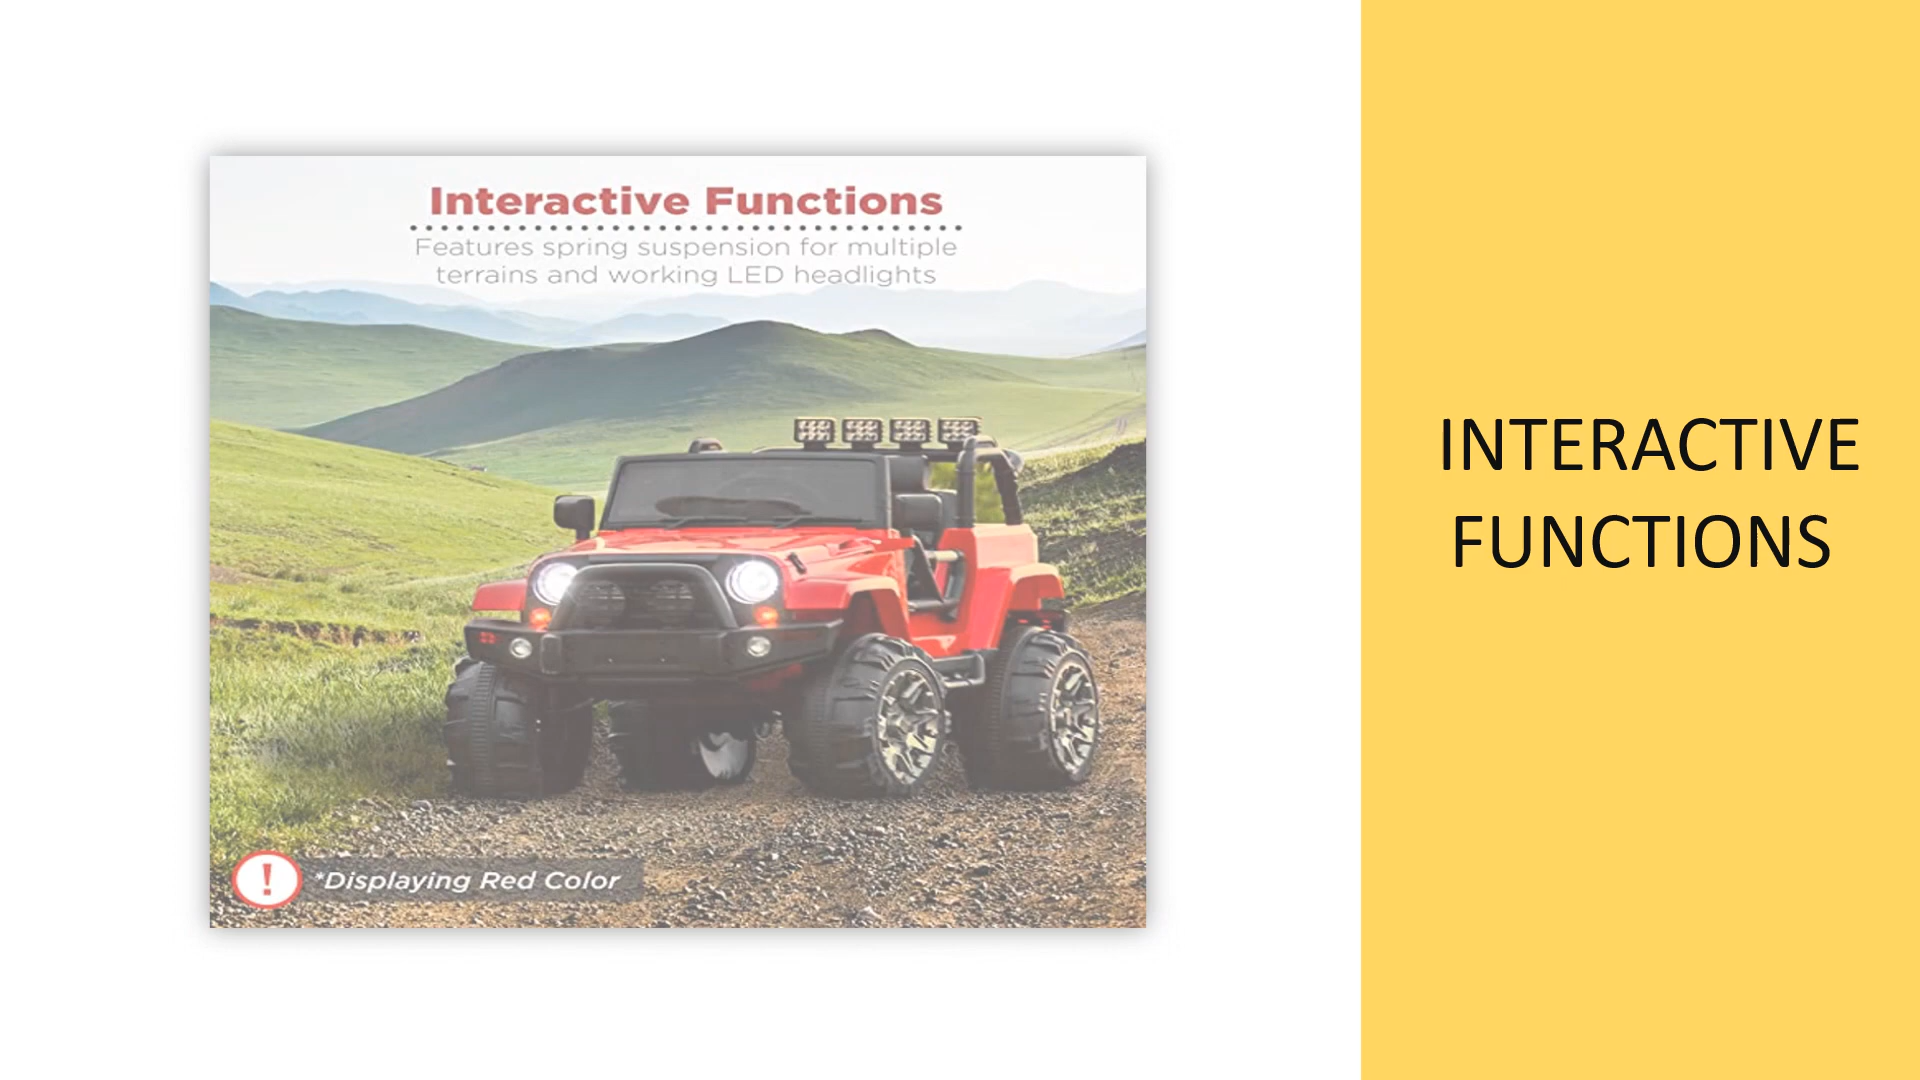 Interactive Functions
Features spring suspension for multiple
terrains and working LED headlights
! *Displaying Red Color
INTERACTIVE
FUNCTIONS